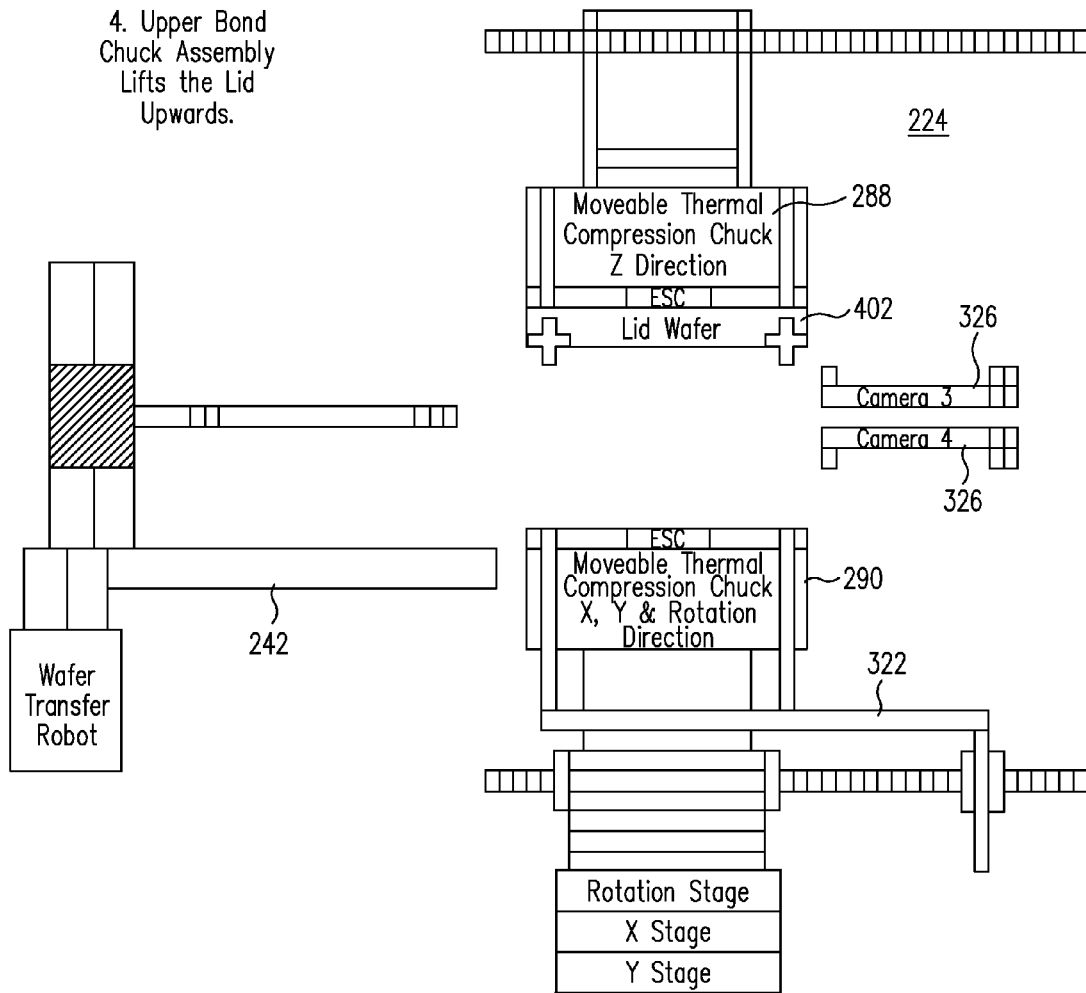 4. Upper Bond
Chuck Assembly
Lifts the Lid
Upwards.
224
Moveable Thermal
Compression Chuck
Z Direction
288
ESC
Lid Wafer
402
326
Camera 3
Camera 4
326
ESC
Moveable Thermal
Compression Chuck
X, Y & Rotation
Direction
290
242
Wafer
Transfer
Robot
322
Rotation Stage
X Stage
Y Stage